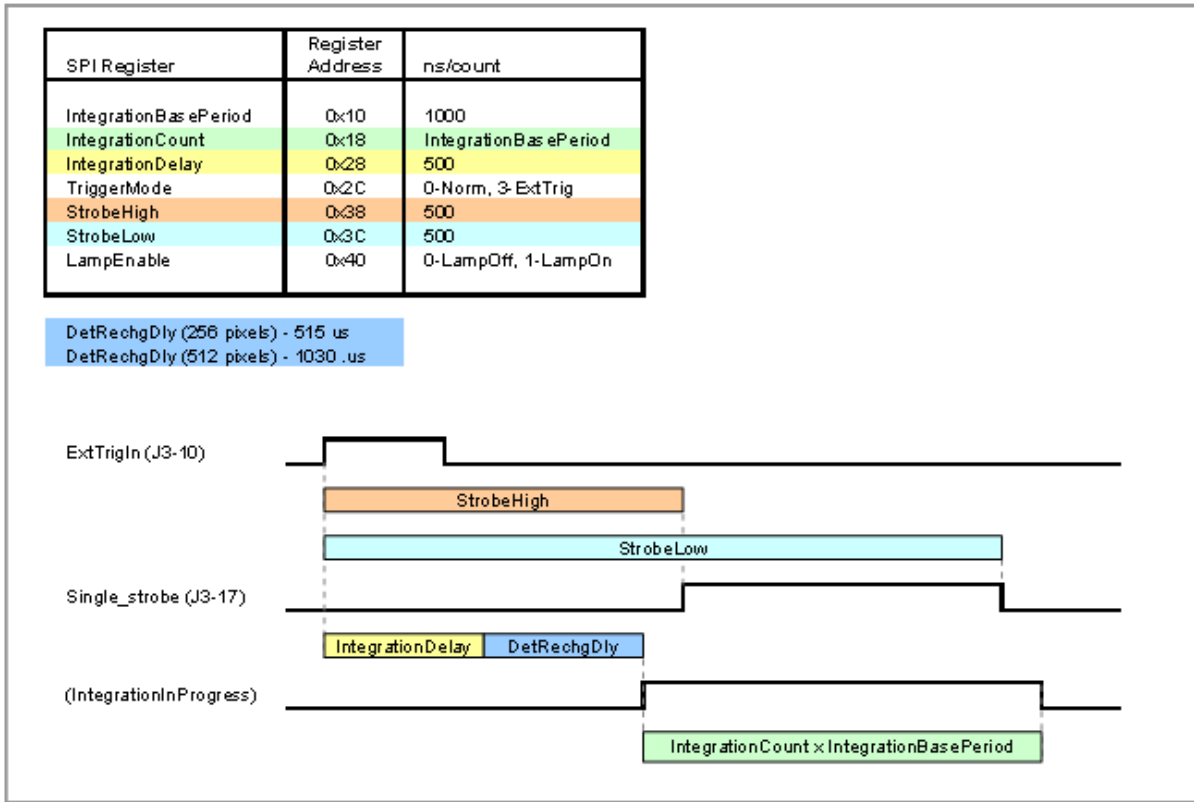 SPI Register Register Address ns/count
IntegrationBasePeriod 0x10 1000
IntegrationCount 0x18 IntegrationBasePeriod
IntegrationDelay 0x28 500
TriggerMode 0x2C 0-Norm, 3-ExtTrig
StrobeHigh 0x38 500
StrobeLow 0x3C 500
LampEnable 0x40 0-LampOff, 1-LampOn
DetRechgDly (256 pixels) - 515 us
DetRechgDly (512 pixels) - 1030 .us
ExtTrigIn (J3-10)
StrobeHigh
StrobeLow
Single_strobe (J3-17)
IntegrationDelay DetRechgDly
(IntegrationInProgress)
IntegrationCount x IntegrationBasePeriod